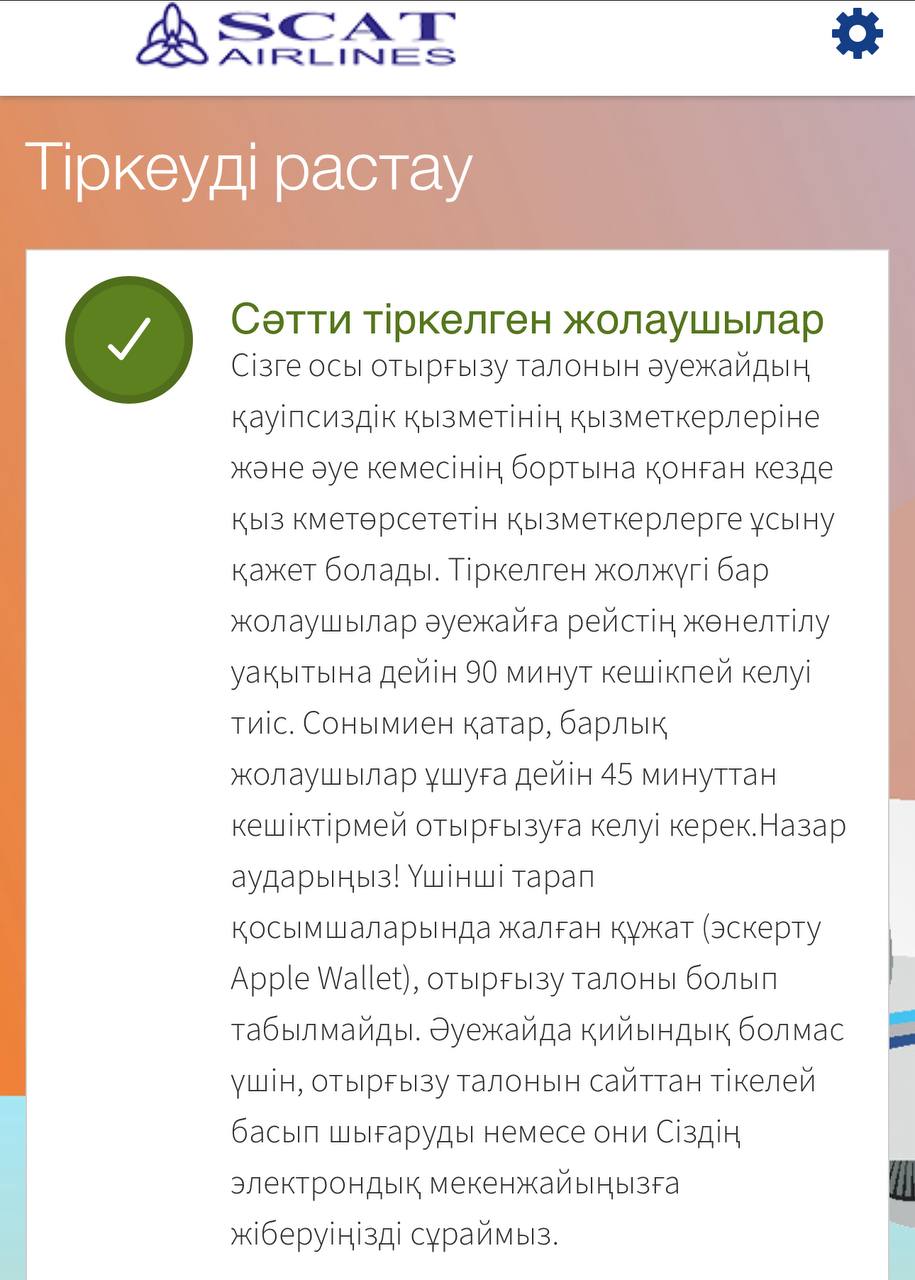 SCAT
AIRLINES
Тіркеуді растау
Сәтти тіркелген жолаушылар
Сізге осы отырғызу талонын әуежайдың
қауіпсиздік қызметінің қызметкерлеріне
және әуе кемесінің бортына қонған кезде
қыз кметөрсететін қызметкерлерге ұсыну
қажет болады. Тіркелген жолжүгі бар
жолаушылар әуежайға рейстің жөнелтілу
уақытына дейін 90 минут кешікпей келуі
тиіс. Сонымиен қатар, барлық
жолаушылар ұшуға дейін 45 минуттан
кешіктірмей отырғызуға келуі керек.Назар
аударыңыз! Үшінші тарап
қосымшаларында жалған құжат (эскерту
Apple Wallet), отырғызу талоны болып
табылмайды. Әуежайда қийындық болмас
үшін, отырғызу талонын сайттан тікелей
басып шығаруды немесе они Сіздің
электрондық мекенжайыңызға
жіберуіңізді сұраймыз.